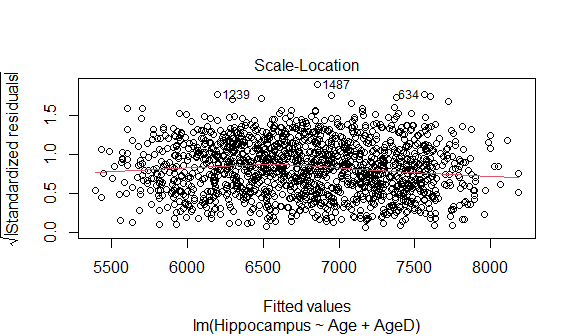 Scale-Location
√|Standardized residuals|
0.0 0.5 1.0 1.5
1239
1487
634
5500 6000 6500 7000 7500 8000
Fitted values
lm(Hippocampus ~ Age + AgeD)